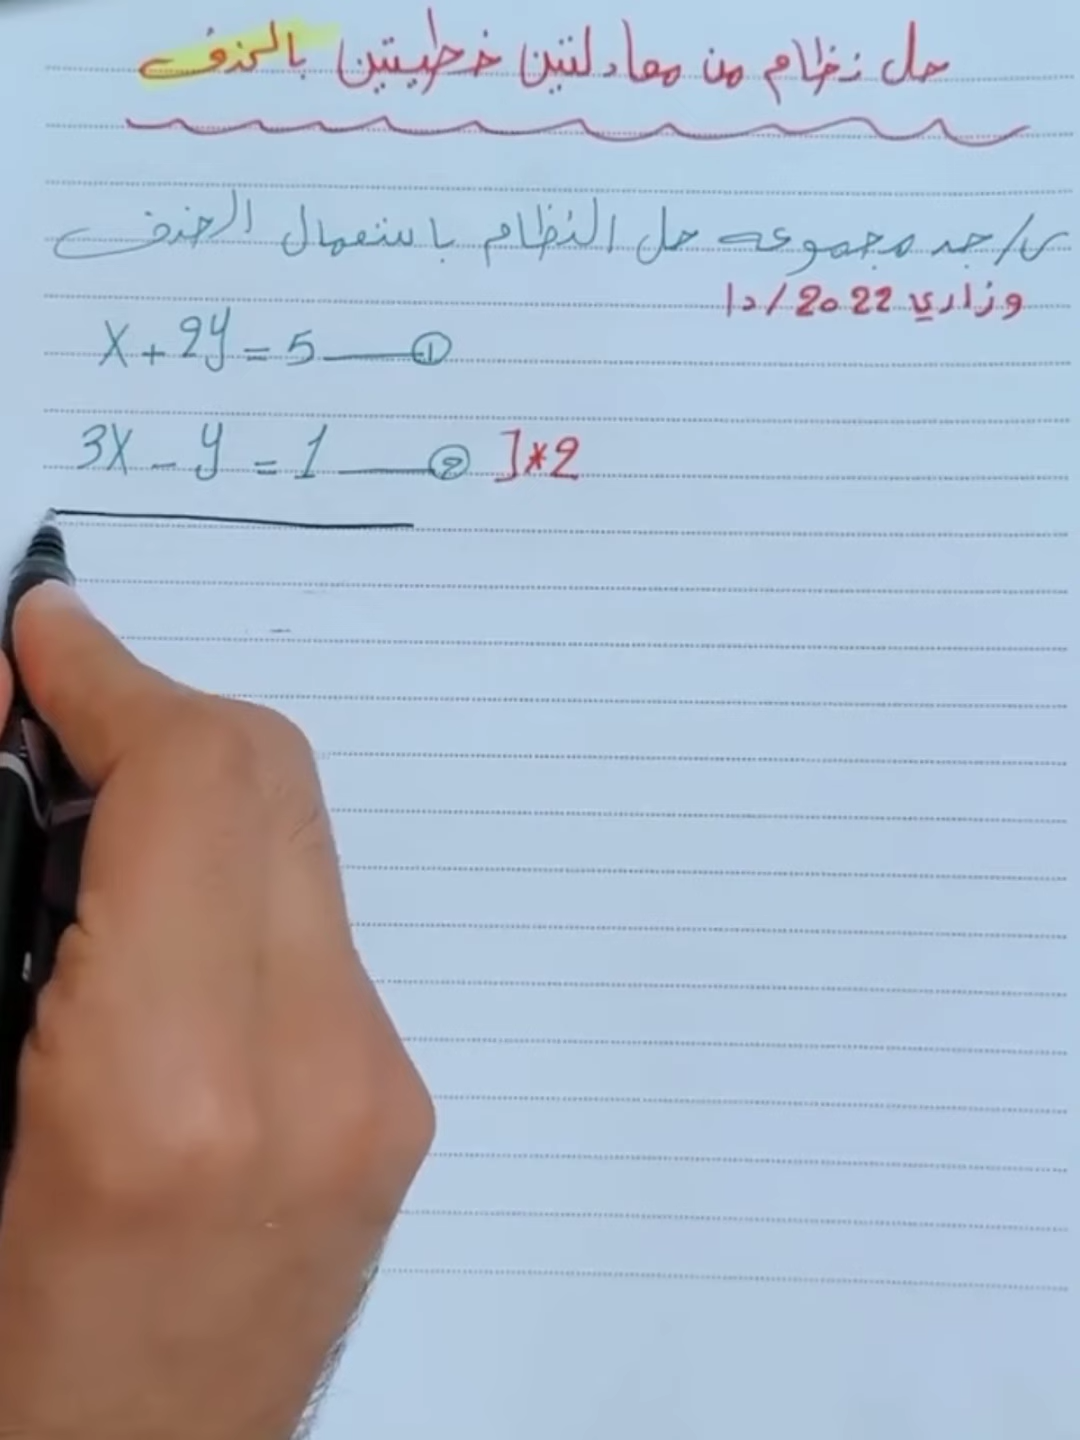 حل نظام من معادلتين خطيتين بالحذف
س/ جد مجموعه حل النظام باستعمال الحذف
وزاري 2022 / د1
X + 2y = 5 ——— ①
3X - y = 1 ——— ② ]*2